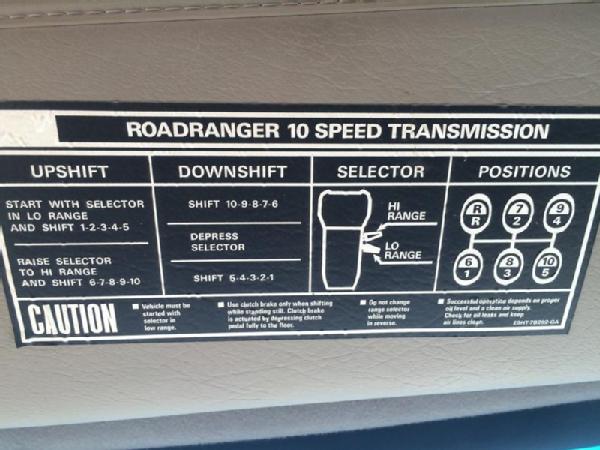 ROADRANGER 10 SPEED TRANSMISSION
UPSHIFT
START WITH SELECTOR
IN LO RANGE
AND SHIFT 1-2-3-4-5
RAISE SELECTOR
TO HI RANGE
AND SHIFT 6-7-8-9-10
DOWNSHIFT
SHIFT 10-9-8-7-6
DEPRESS
SELECTOR
SHIFT 5-4-3-2-1
SELECTOR
HI
RANGE
LO
RANGE
POSITIONS
R 7 9
R 2 4
6 8 10
1 3 5
CAUTION
■ Vehicle must be
started with
selector in
low range.
■ Use clutch brake only when shifting
while standing still. Clutch brake
is actuated by depressing clutch
pedal fully to the floor.
■ Do not change
range selector
while moving
in reverse.
■ Successful operation depends on proper
oil level and a clean air supply.
Check for oil leaks and keep
air lines clean.